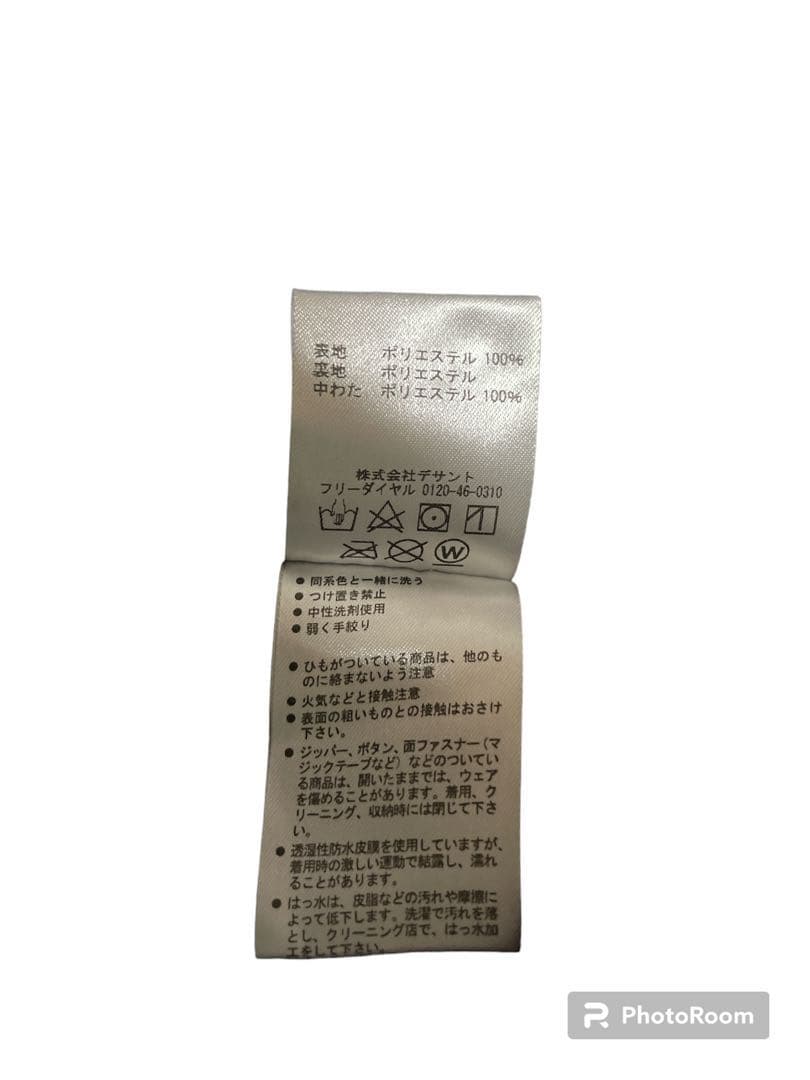 表地 ポリエステル 100%
裏地 ポリエステル
中わた ポリエステル 100%
株式会社デサント
フリーダイヤル 0120-46-0310
W
● 同系色と一緒に洗う
● つけ置き禁止
● 中性洗剤使用
● 弱く手絞り
● ひもがついている商品は、他のも
のに絡まないよう注意
● 火気などと接触注意
● 表面の粗いものとの接触はおさけ
下さい。
● ジッパー、ボタン、面ファスナー(マ
ジックテープなど)などのついてい
る商品は、開いたままでは、ウェア
を傷めることがあります。着用、ク
リーニング、収納時には閉じて下さ
い。
● 透湿性防水皮膜を使用していますが、
着用時の激しい運動で結露し、濡れ
ることがあります。
● はっ水は、皮脂などの汚れや摩擦に
よって低下します。洗濯で汚れを落
とし、クリーニング店で、はっ水加
工をして下さい。
PhotoRoom